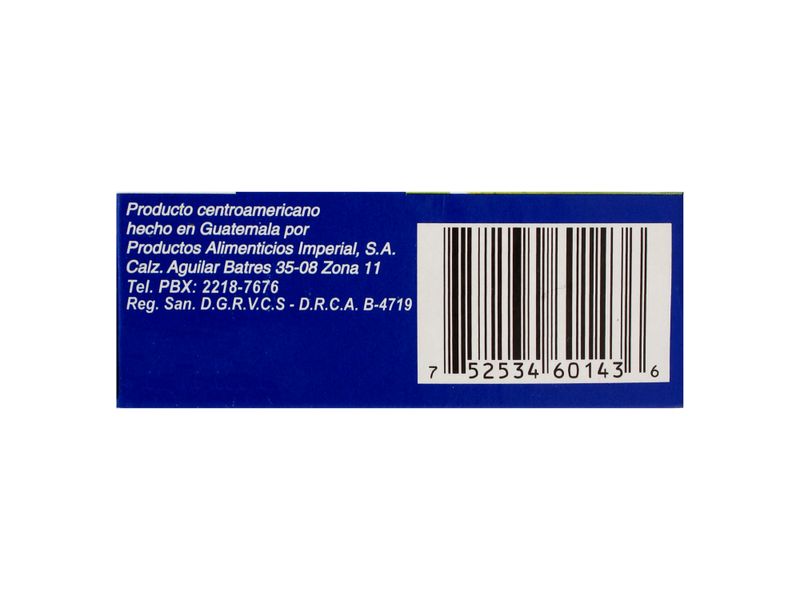 Producto centroamericano
hecho en Guatemala por
Productos Alimenticios Imperial, S.A.
Calz. Aguilar Batres 35-08 Zona 11
Tel. PBX: 2218-7676
Reg. San. D.G.R.V.C.S - D.R.C.A. B-4719
7 52534 60143 6